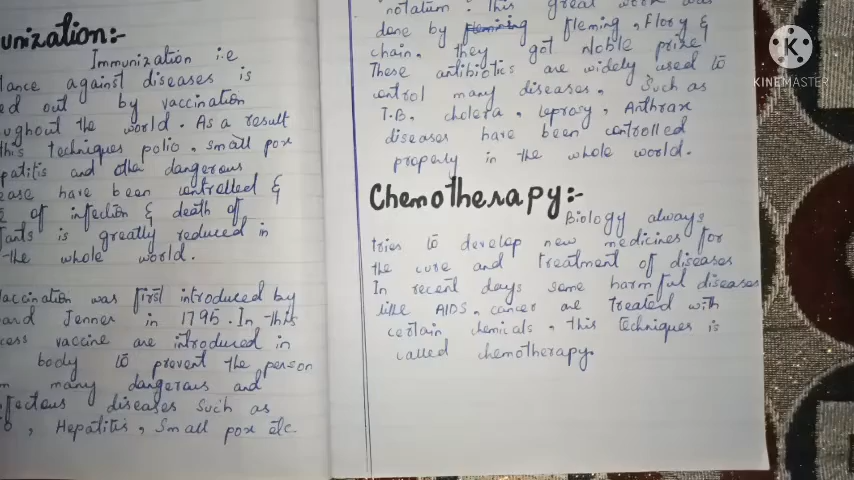 unization:-
Immunization i.e
tance against diseases is
ed out by vaccination
oughout the world. As a result
this techniques polio, small pox
patitis and other dangerous
ease have been controlled &
of infection & death of
fants is greatly reduced in
the whole world.
Vaccination was first introduced by
ard Jenner in 1795. In this
cess vaccine are introduced in
body to prevent the person
m many dangerous and
fectous diseases Such as
o, Hepatitis, Small pox etc.
notatum. This great work was
done by fleming, Flory &
chain. they got Noble prize
These antibiotics are widely used to
control many diseases. Such as
T.B, cholera, Leprosy, Anthrax
diseases have been controlled
properly in the whole world.
Chemotherapy:-
Biology always
tries to develop new medicines for
the cure and treatment of diseases
In recent days some harmful diseases
like AIDS, cancer are treated with
certain chemicals, this techniques is
called chemotherapy.
K
KINEMASTER